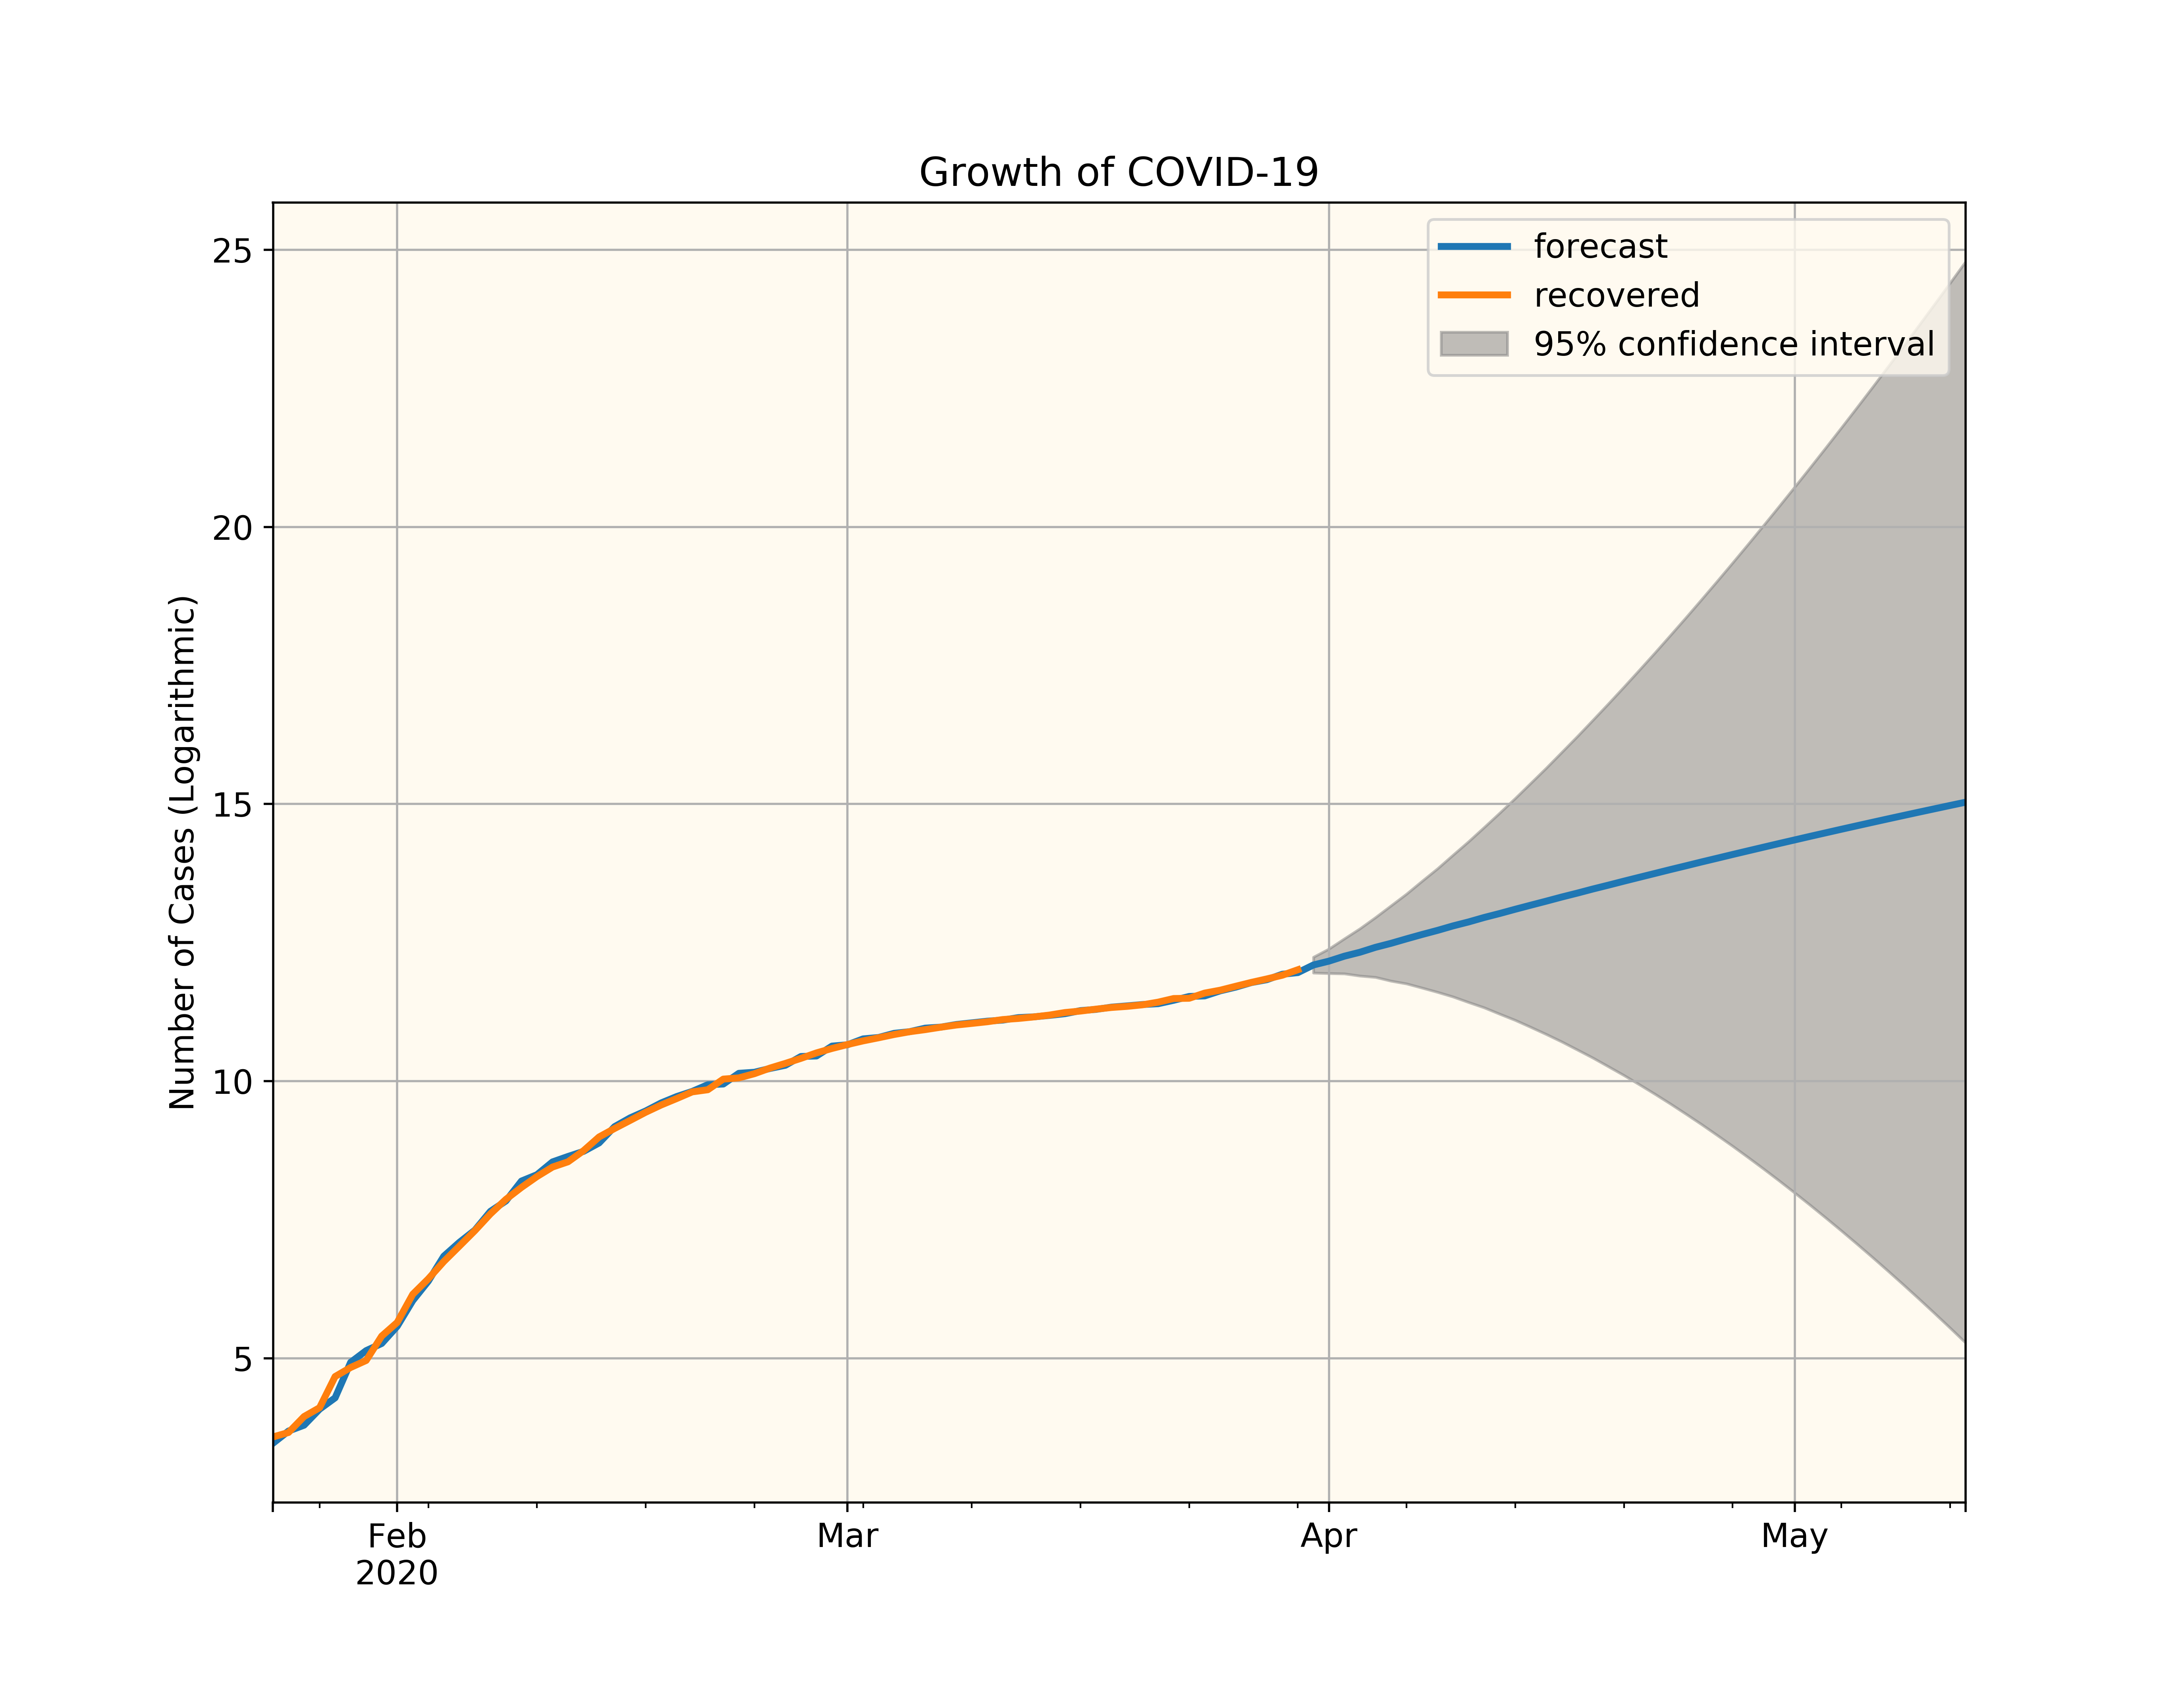 Growth of COVID-19
forecast
recovered
95% confidence interval
Number of Cases (Logarithmic)
25
20
15
10
5
Feb
2020
Mar
Apr
May